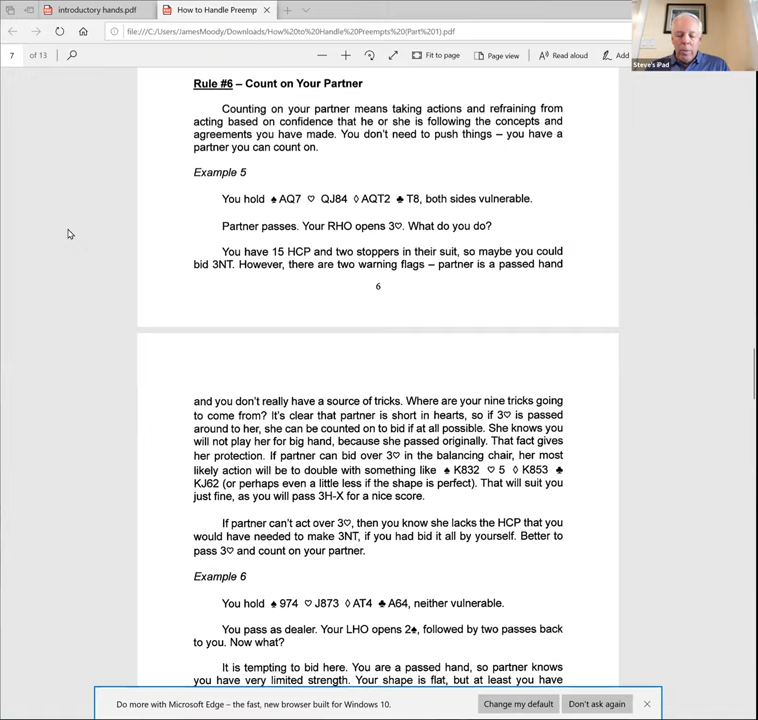 introductory hands.pdf
How to Handle Preempt
file:///C:/Users/JamesMoody/Downloads/How%20to%20Handle%20Preempts%20(Part%201).pdf
7 of 13
Fit to page
Page view
Read aloud
Add
Steve's iPad
Rule #6 – Count on Your Partner
Counting on your partner means taking actions and refraining from
acting based on confidence that he or she is following the concepts and
agreements you have made. You don't need to push things – you have a
partner you can count on.
Example 5
You hold ♠ AQ7 ♡ QJ84 ◊ AQT2 ♣ T8, both sides vulnerable.
Partner passes. Your RHO opens 3♡. What do you do?
You have 15 HCP and two stoppers in their suit, so maybe you could
bid 3NT. However, there are two warning flags – partner is a passed hand
6
and you don't really have a source of tricks. Where are your nine tricks going
to come from? It's clear that partner is short in hearts, so if 3♡ is passed
around to her, she can be counted on to bid if at all possible. She knows you
will not play her for big hand, because she passed originally. That fact gives
her protection. If partner can bid over 3♡ in the balancing chair, her most
likely action will be to double with something like ♠ K832 ♡ 5 ◊ K853 ♣
KJ62 (or perhaps even a little less if the shape is perfect). That will suit you
just fine, as you will pass 3H-X for a nice score.
If partner can't act over 3♡, then you know she lacks the HCP that you
would have needed to make 3NT, if you had bid it all by yourself. Better to
pass 3♡ and count on your partner.
Example 6
You hold ♠ 974 ♡ J873 ◊ AT4 ♣ A64, neither vulnerable.
You pass as dealer. Your LHO opens 2♠, followed by two passes back
to you. Now what?
It is tempting to bid here. You are a passed hand, so partner knows
you have very limited strength. Your shape is flat, but at least you have
Do more with Microsoft Edge – the fast, new browser built for Windows 10.
Change my default
Don't ask again